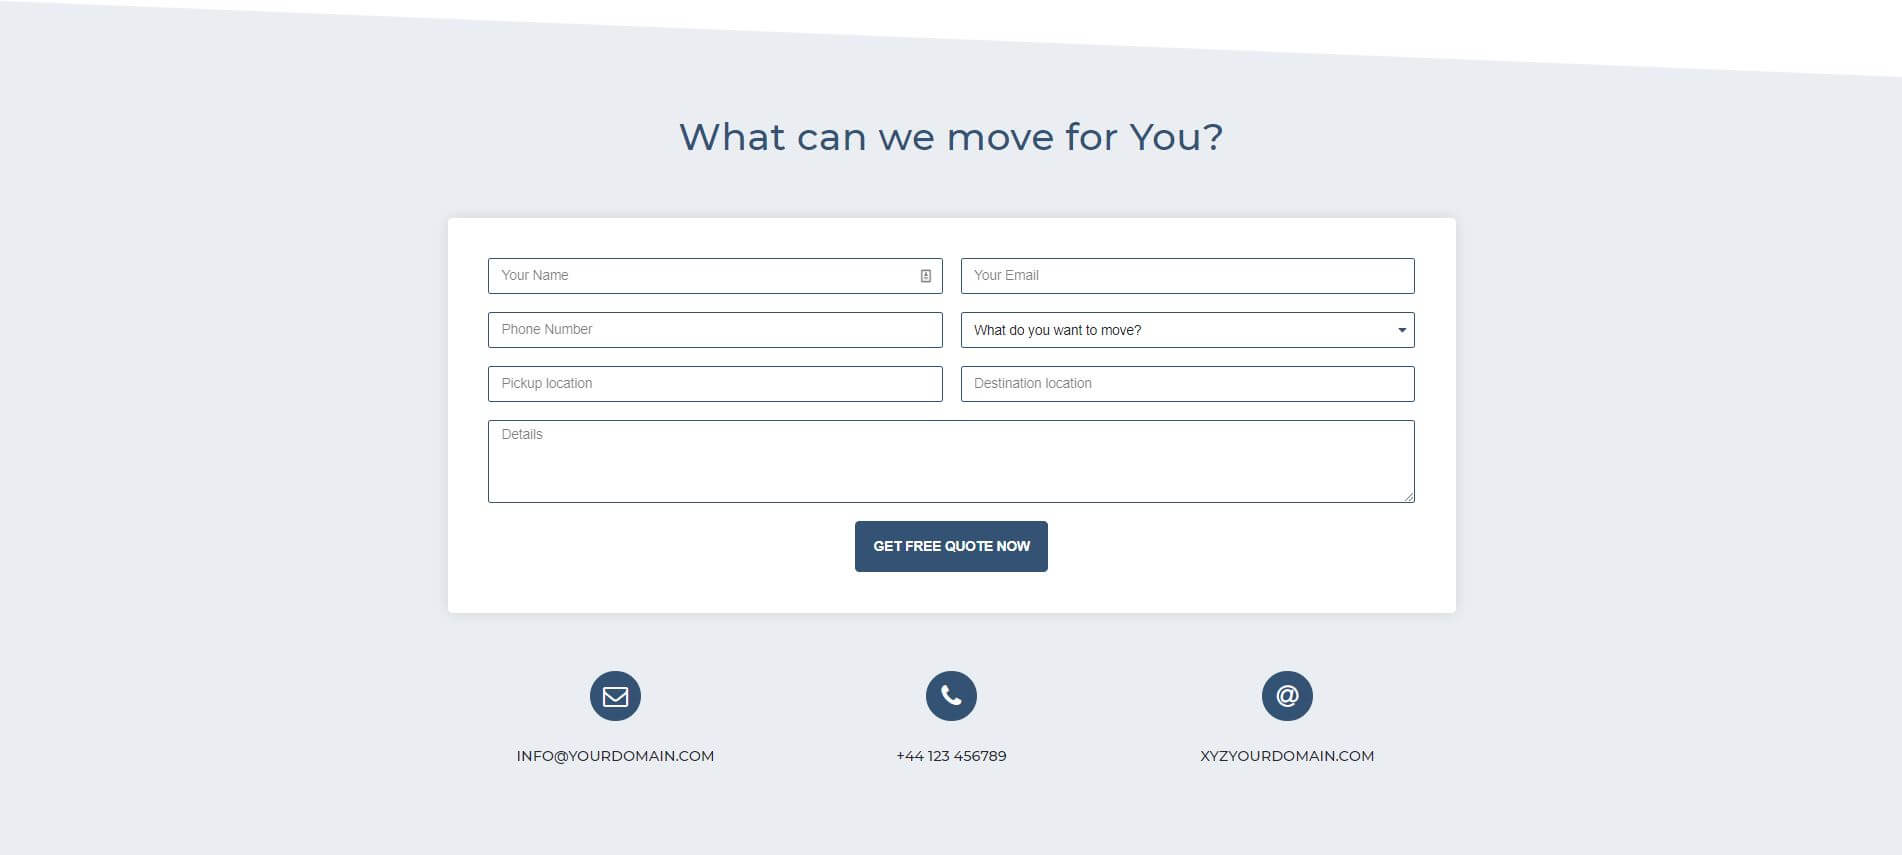 What can we move for You?
Your Name
Your Email
Phone Number
What do you want to move?
Pickup location
Destination location
Details
GET FREE QUOTE NOW
INFO@YOURDOMAIN.COM
+44 123 456789
XYZYOURDOMAIN.COM